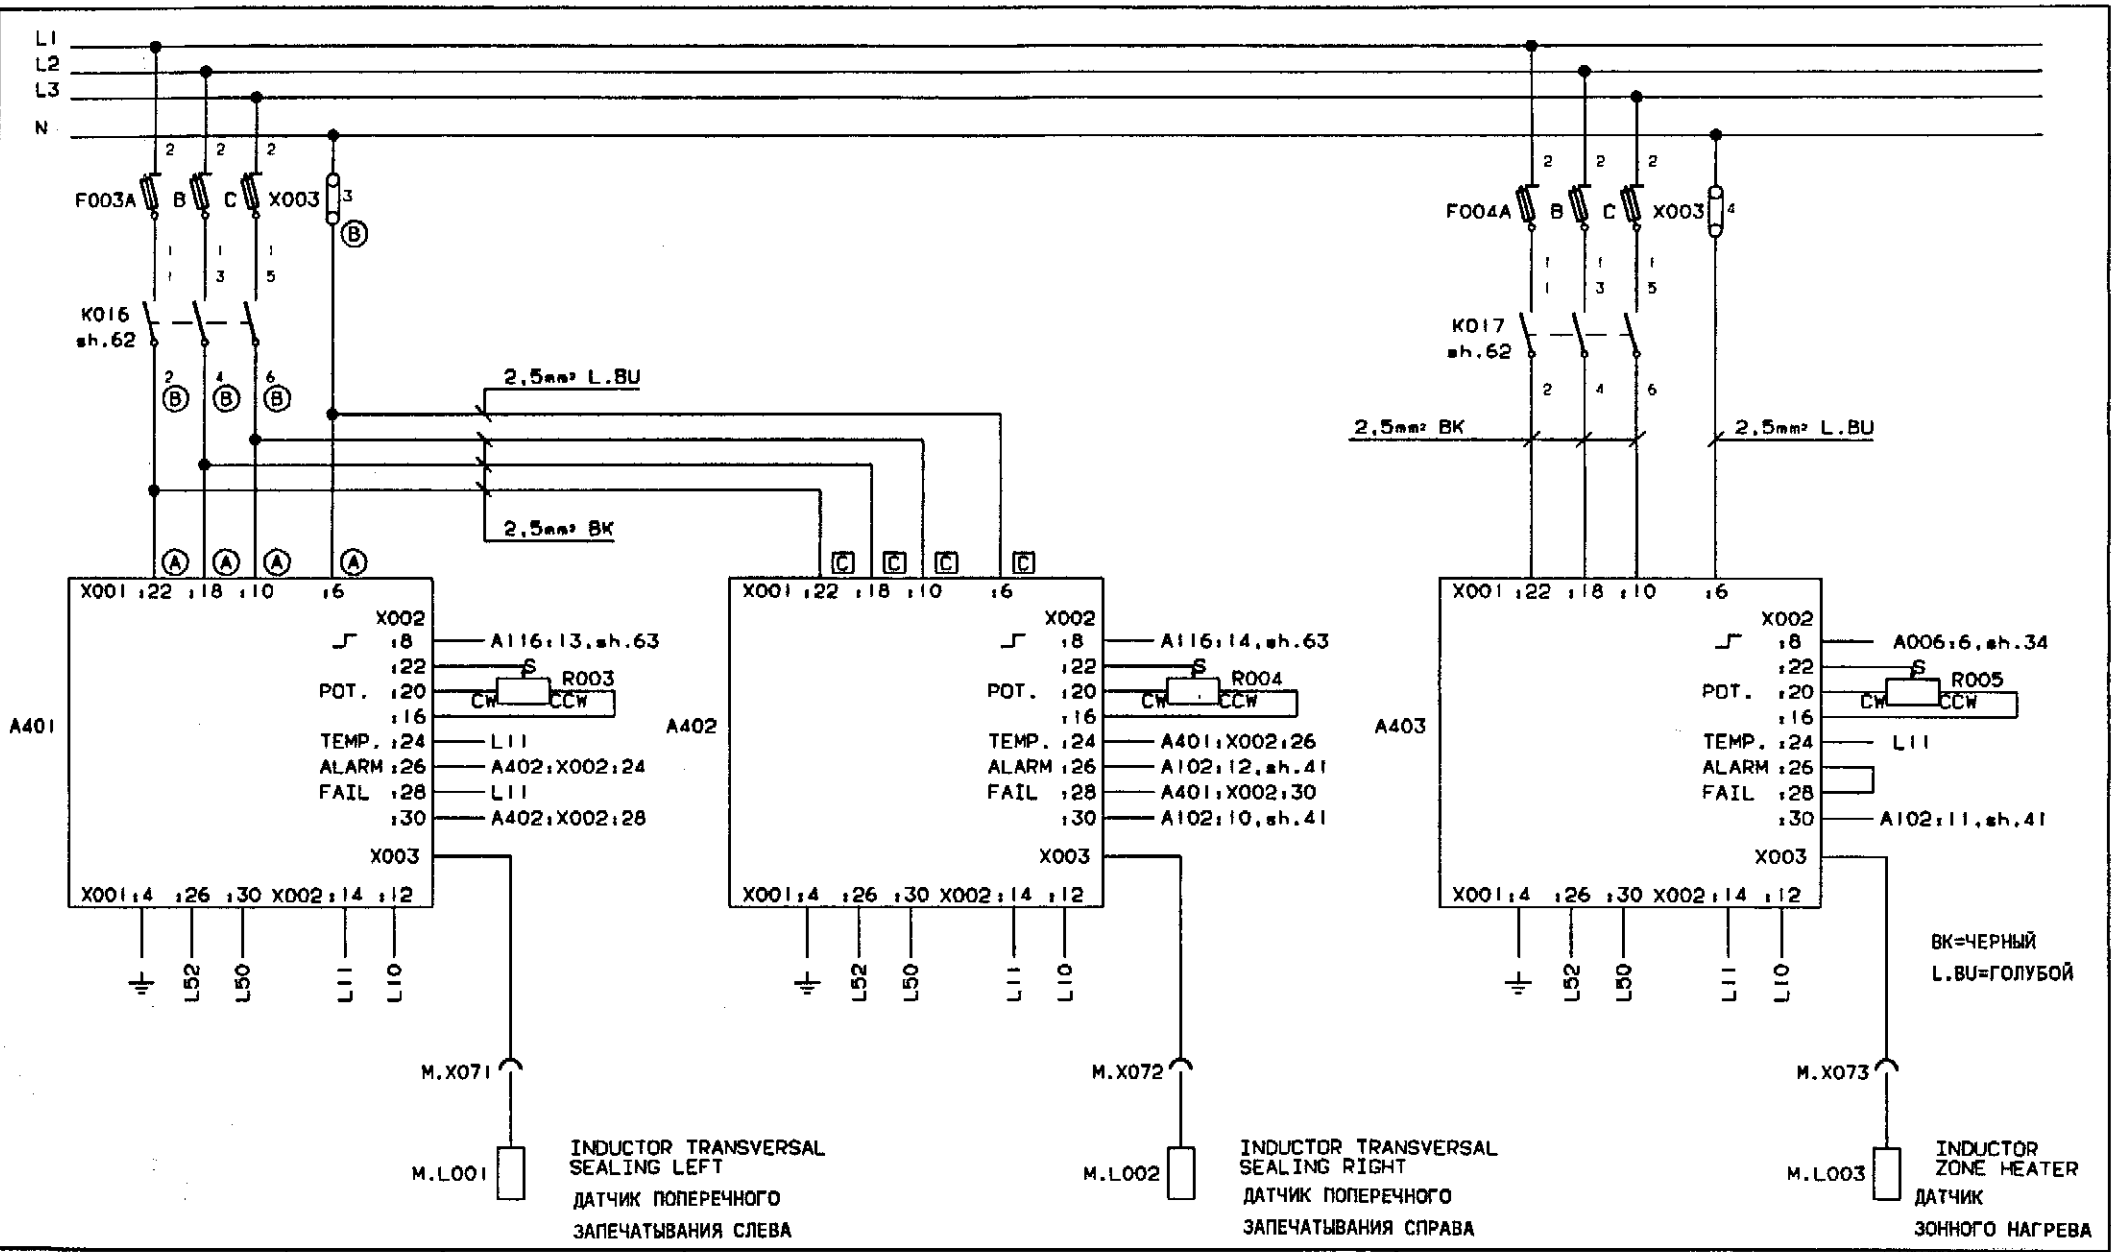 L1
L2
L3
N
2 2 2
F003A B C X003 3
B
1 1 1
1 3 5
K016
sh.62
2 4 6
B B B
2 2 2
F004A B C X003 4
1 1 1
1 3 5
K017
sh.62
2 4 6
2,5mm² L.BU
2,5mm² BK
2,5mm² BK
2,5mm² L.BU
A A A A
C C C C
A401
X001 :22 :18 :10 :6
X002
:8 A116:13,sh.63
:22 S
R003
POT. :20 CW CCW
:16
TEMP. :24 L11
ALARM :26 A402:X002:24
FAIL :28 L11
:30 A402:X002:28
X003
X001:4 :26 :30 X002:14 :12
L52 L50 L11 L10
M.X071
M.L001
INDUCTOR TRANSVERSAL
SEALING LEFT
ДАТЧИК ПОПЕРЕЧНОГО
ЗАПЕЧАТЫВАНИЯ СЛЕВА
A402
X001 :22 :18 :10 :6
X002
:8 A116:14,sh.63
:22 S
R004
POT. :20 CW CCW
:16
TEMP. :24 A401:X002:26
ALARM :26 A102:12,sh.41
FAIL :28 A401:X002:30
:30 A102:10,sh.41
X003
X001:4 :26 :30 X002:14 :12
L52 L50 L11 L10
M.X072
M.L002
INDUCTOR TRANSVERSAL
SEALING RIGHT
ДАТЧИК ПОПЕРЕЧНОГО
ЗАПЕЧАТЫВАНИЯ СПРАВА
A403
X001 :22 :18 :10 :6
X002
:8 A006:6,sh.34
:22 S
R005
POT. :20 CW CCW
:16
TEMP. :24 L11
ALARM :26
FAIL :28
:30 A102:11,sh.41
X003
X001:4 :26 :30 X002:14 :12
L52 L50 L11 L10
BK=ЧЕРНЫЙ
L.BU=ГОЛУБОЙ
M.X073
M.L003
INDUCTOR
ZONE HEATER
ДАТЧИК
ЗОННОГО НАГРЕВА